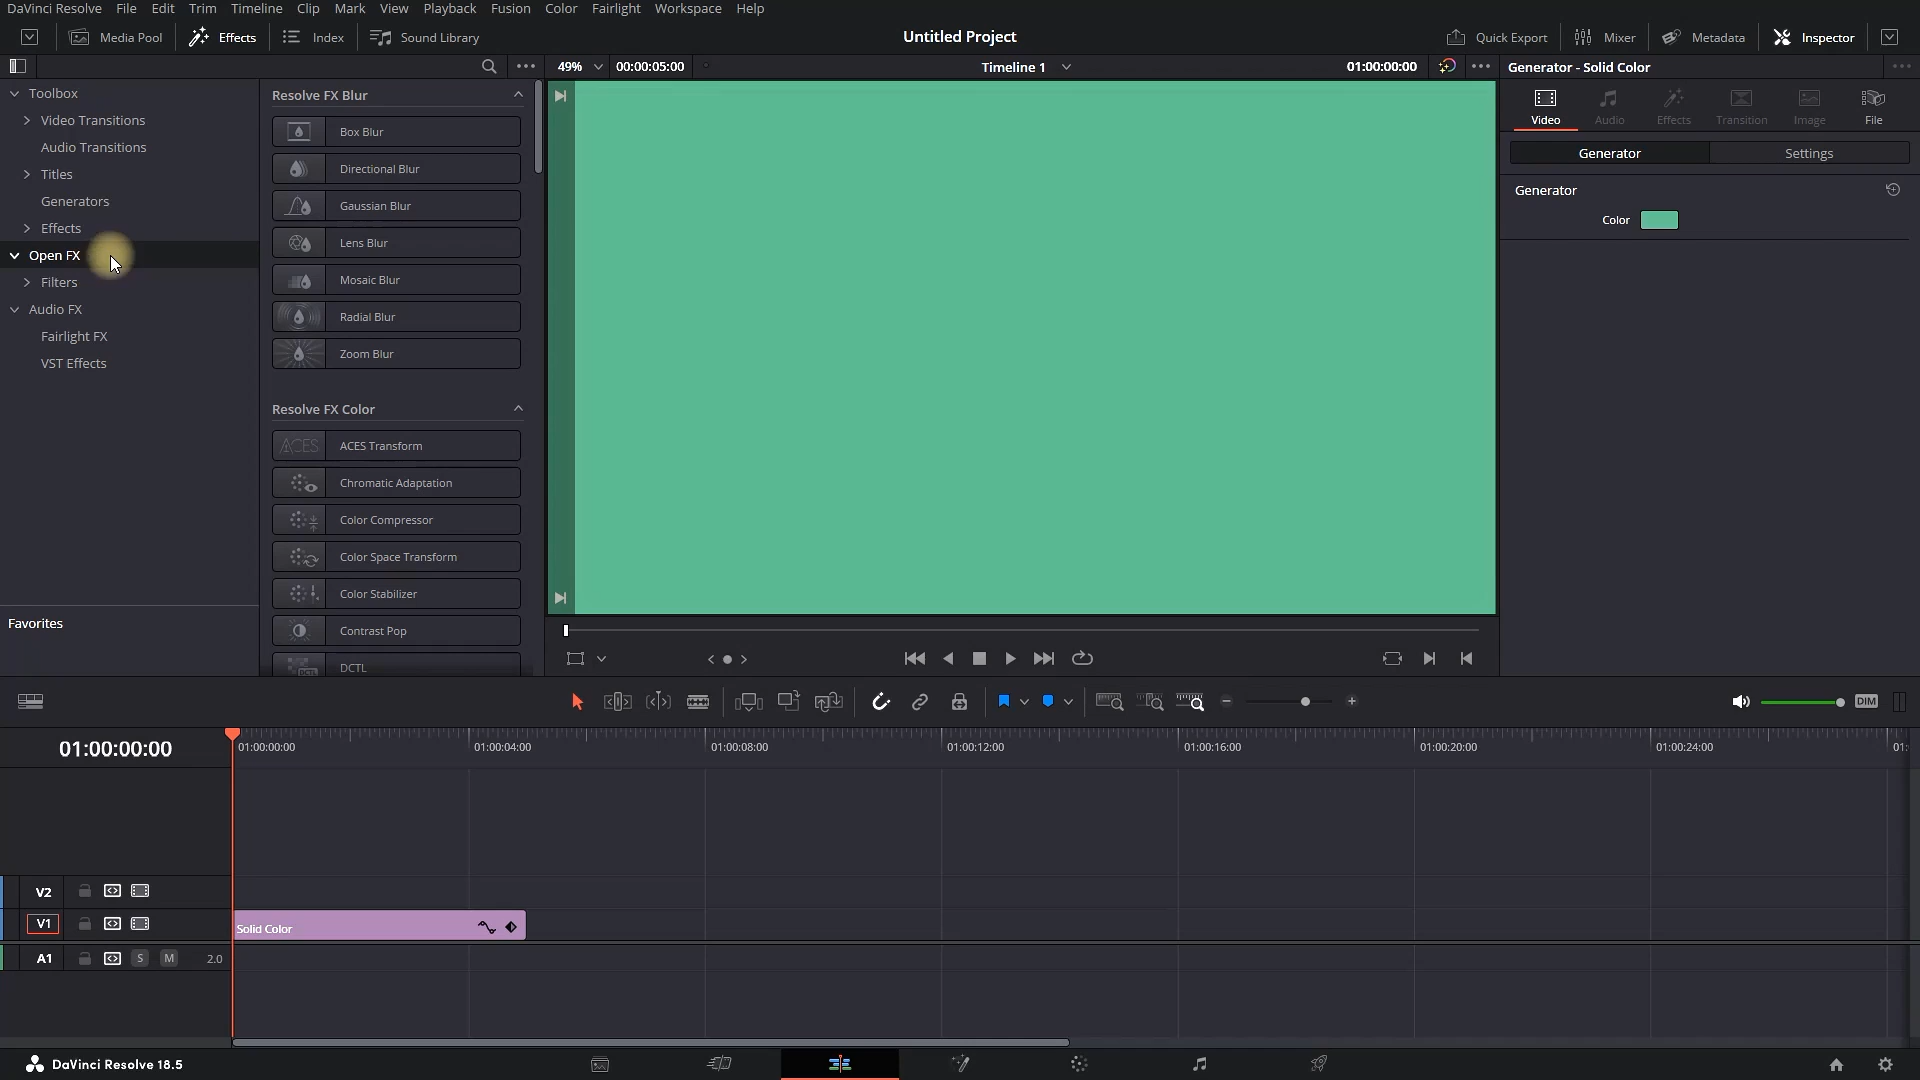 DaVinci Resolve File Edit Trim Timeline Clip Mark View Playback Fusion Color Fairlight Workspace Help
Media Pool Effects Index Sound Library Untitled Project Quick Export Mixer Metadata Inspector
49% 00:00:05:00 Timeline 1 01:00:00:00 Generator - Solid Color
Toolbox
Video Transitions
Audio Transitions
Titles
Generators
Effects
Open FX
Filters
Audio FX
Fairlight FX
VST Effects
Favorites
Resolve FX Blur
Box Blur
Directional Blur
Gaussian Blur
Lens Blur
Mosaic Blur
Radial Blur
Zoom Blur
Resolve FX Color
ACES ACES Transform
Chromatic Adaptation
Color Compressor
Color Space Transform
Color Stabilizer
Contrast Pop
DCTL
Video Audio Effects Transition Image File
Generator Settings
Generator
Color
DIM
01:00:00:00 01:00:00:00 01:00:04:00 01:00:08:00 01:00:12:00 01:00:16:00 01:00:20:00 01:00:24:00 01:
V2
V1 Solid Color
A1 S M 2.0
DaVinci Resolve 18.5